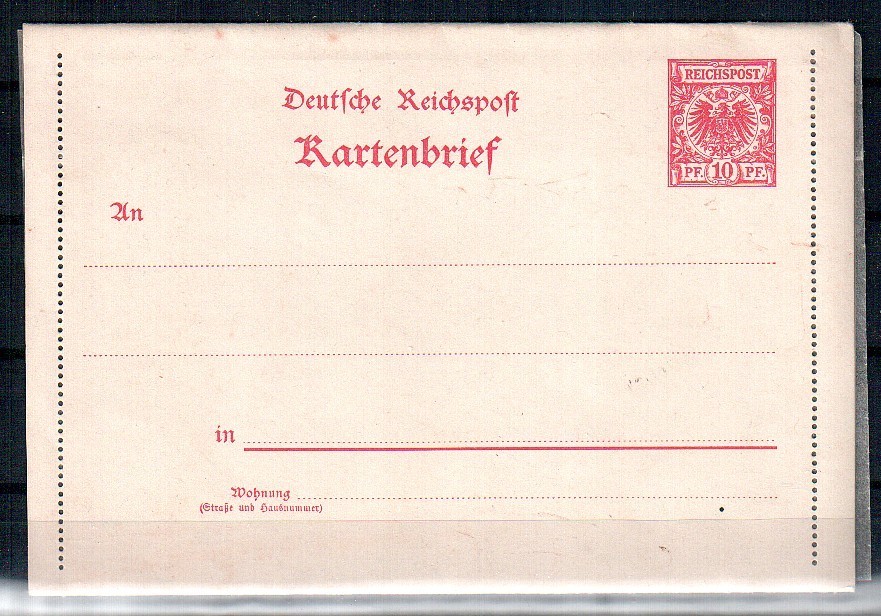 Deutſche Reichspoſt
Kartenbrief
REICHSPOST
PF. 10 PF.
An
in
Wohnung
(Straße und Hausnummer)